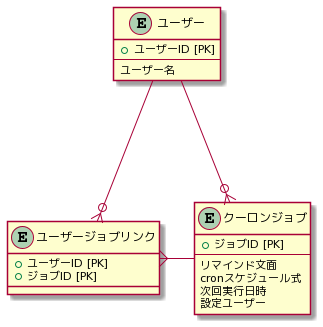 E ユーザー
ユーザーID [PK]
ユーザー名
E ユーザージョブリンク
ユーザーID [PK]
ジョブID [PK]
E クーロンジョブ
ジョブID [PK]
リマインド文面
cronスケジュール式
次回実行日時
設定ユーザー